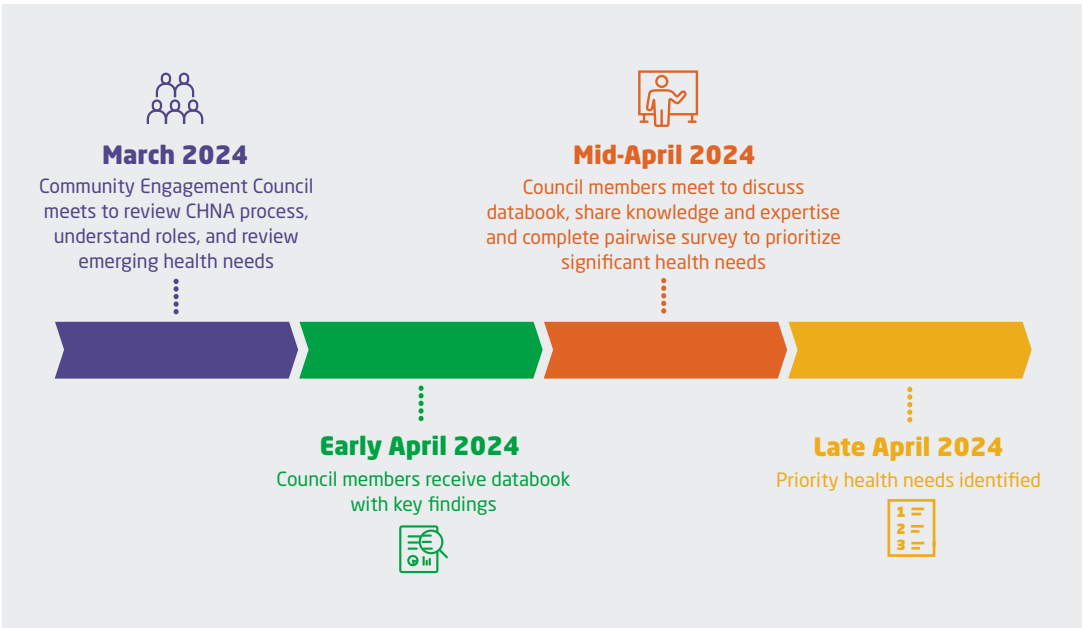 March 2024
Community Engagement Council
meets to review CHNA process,
understand roles, and review
emerging health needs
Early April 2024
Council members receive databook
with key findings
Mid-April 2024
Council members meet to discuss
databook, share knowledge and expertise
and complete pairwise survey to prioritize
significant health needs
Late April 2024
Priority health needs identified
1
2
3